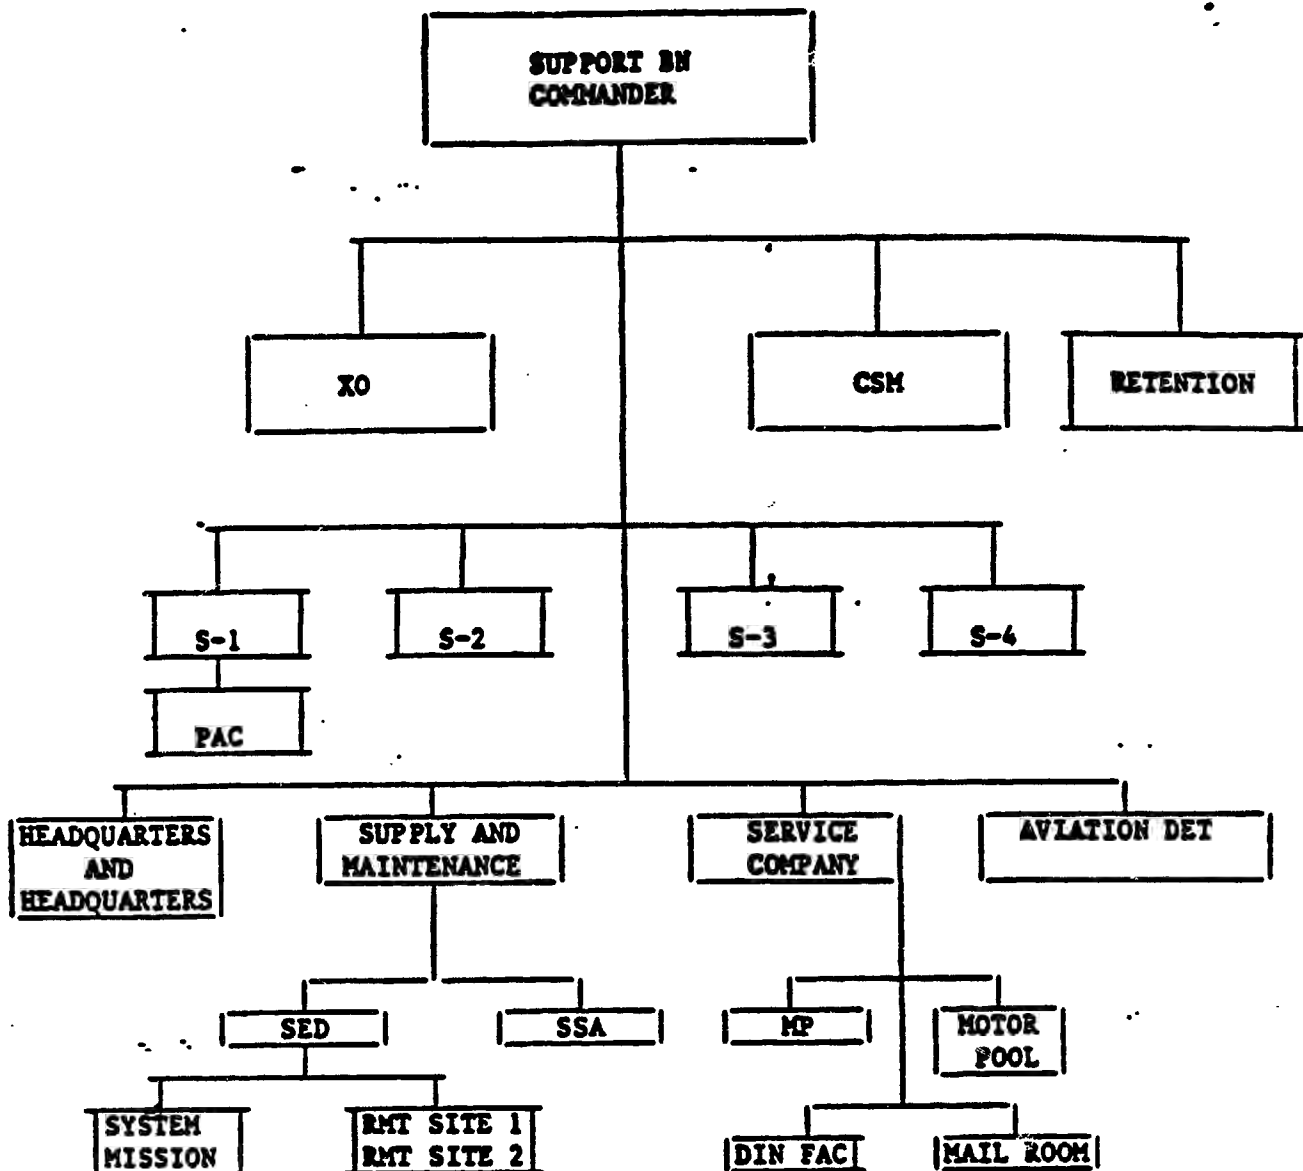 SUPPORT BN
COMMANDER
XO
CSM
RETENTION
S-1
S-2
S-3
S-4
PAC
HEADQUARTERS
AND
HEADQUARTERS
SUPPLY AND
MAINTENANCE
SERVICE
COMPANY
AVIATION DET
SED
SSA
MP
MOTOR
POOL
SYSTEM
MISSION
RMT SITE 1
RMT SITE 2
DIN FAC
MAIL ROOM